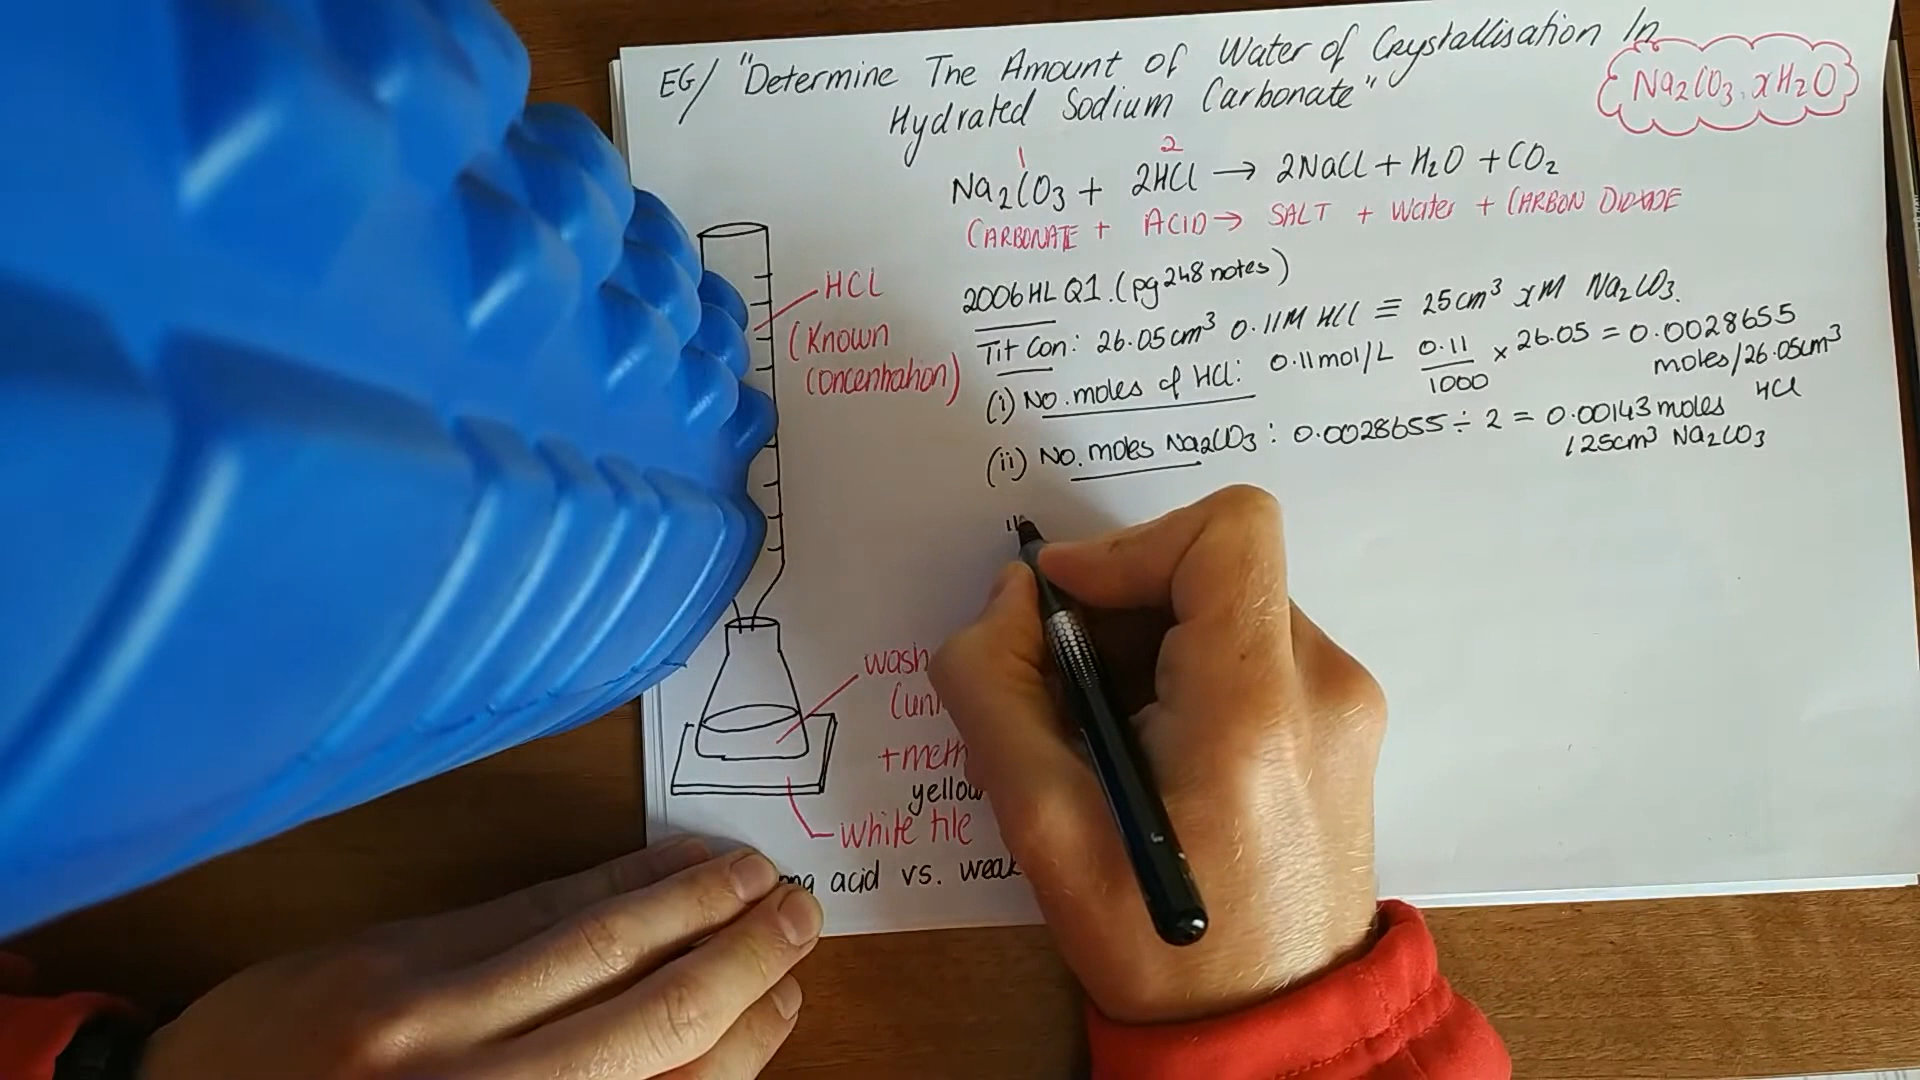 EG/ "Determine The Amount of Water of Crystallisation In
Hydrated Sodium Carbonate"
Na2CO3.xH2O
1 2
Na2CO3 + 2HCl → 2NaCl + H2O + CO2
CARBONATE + ACID → SALT + Water + CARBON DIOXIDE
2006HL Q1. (pg 248 notes)
Tit Con: 26.05cm3 0.11M HCl ≡ 25cm3 xM Na2CO3.
(i) No. moles of HCl: 0.11mol/L 0.11/1000 × 26.05 = 0.0028655
moles/26.05cm3
HCl
(ii) No. moles Na2CO3: 0.0028655 ÷ 2 = 0.00143 moles
/25cm3 Na2CO3
HCl
(Known
Concentration)
wash
+meth
yellow
white tile
acid vs. weak